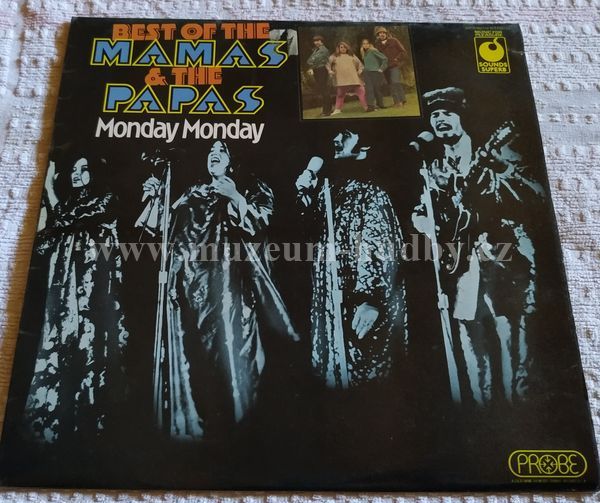 BEST OF THE
MAMAS
& THE
PAPAS
Monday Monday
SOUNDS
SUPERB
www.muzeum-hudby.cz
PROBE